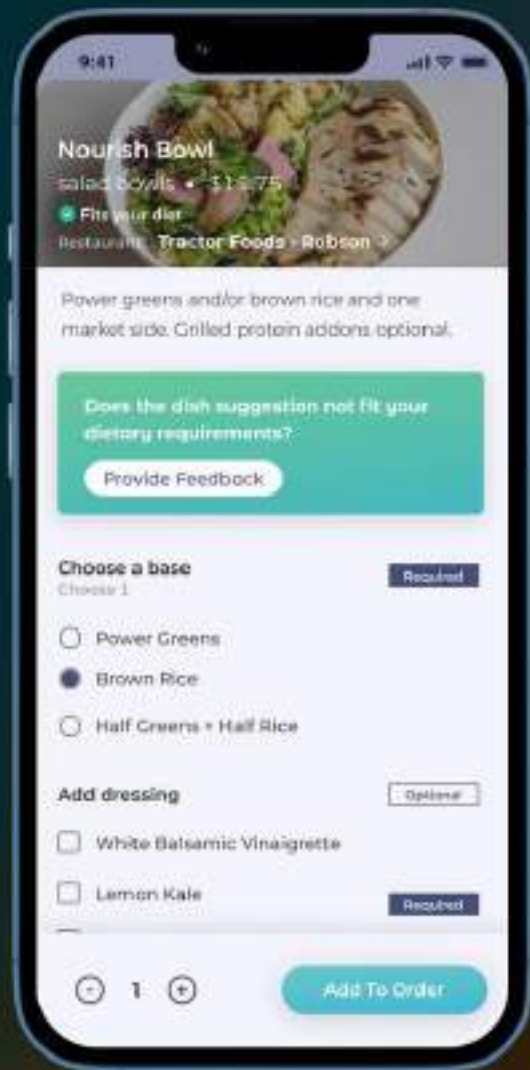 9:41
Nourish Bowl
salad bowls •
Fits your diet
Restaurant: Tractor Foods - Robson >
Power greens and/or brown rice and one
market side. Grilled protein addons optional.
Does the dish suggestion not fit your
dietary requirements?
Provide Feedback
Choose a base
Required
Choose 1
Power Greens
Brown Rice
Half Greens + Half Rice
Add dressing
Optional
White Balsamic Vinaigrette
Lemon Kale
Required
- 1 +
Add To Order